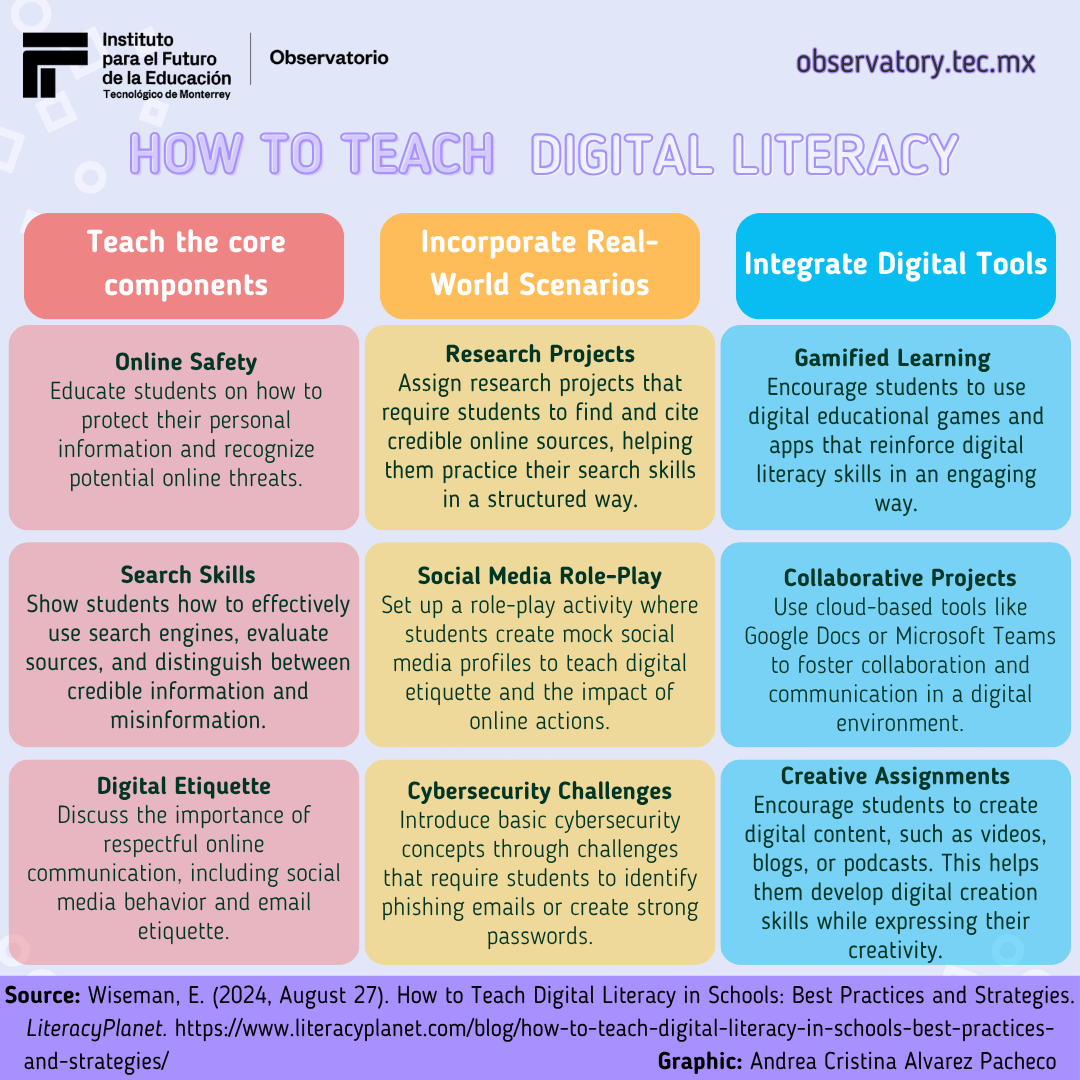 Instituto
para el Futuro
de la Educación
Tecnológico de Monterrey
Observatorio
observatory.tec.mx
HOW TO TEACH DIGITAL LITERACY
Teach the core
components
Online Safety
Educate students on how to
protect their personal
information and recognize
potential online threats.
Search Skills
Show students how to effectively
use search engines, evaluate
sources, and distinguish between
credible information and
misinformation.
Digital Etiquette
Discuss the importance of
respectful online
communication, including social
media behavior and email
etiquette.
Incorporate Real-
World Scenarios
Research Projects
Assign research projects that
require students to find and cite
credible online sources, helping
them practice their search skills
in a structured way.
Social Media Role-Play
Set up a role-play activity where
students create mock social
media profiles to teach digital
etiquette and the impact of
online actions.
Cybersecurity Challenges
Introduce basic cybersecurity
concepts through challenges
that require students to identify
phishing emails or create strong
passwords.
Integrate Digital Tools
Gamified Learning
Encourage students to use
digital educational games and
apps that reinforce digital
literacy skills in an engaging
way.
Collaborative Projects
Use cloud-based tools like
Google Docs or Microsoft Teams
to foster collaboration and
communication in a digital
environment.
Creative Assignments
Encourage students to create
digital content, such as videos,
blogs, or podcasts. This helps
them develop digital creation
skills while expressing their
creativity.
Source: Wiseman, E. (2024, August 27). How to Teach Digital Literacy in Schools: Best Practices and Strategies.
LiteracyPlanet. https://www.literacyplanet.com/blog/how-to-teach-digital-literacy-in-schools-best-practices-
and-strategies/
Graphic: Andrea Cristina Alvarez Pacheco